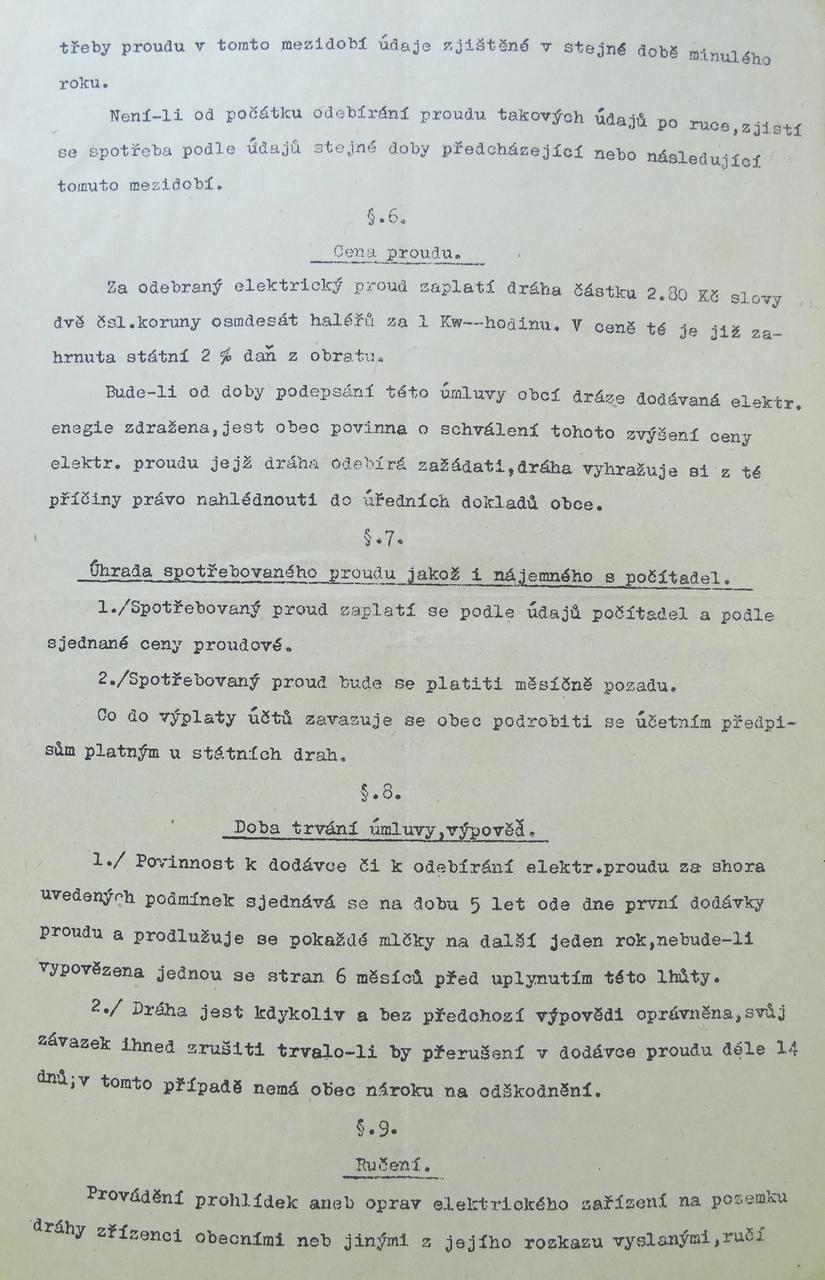 třeby proudu v tomto mezidobí údaje zjištěné v stejné době minulého
roku.
Není-li od počátku odebírání proudu takových údajů po ruce,zjistí
se spotřeba podle údajů stejné doby předcházející nebo následující
tomuto mezidobí.
§.6.
Cena proudu.
Za odebraný elektrický proud zaplatí dráha částku 2.80 Kč slovy
dvě čsl.koruny osmdesát haléřů za 1 Kw--hodinu. V ceně té je již za-
hrnuta státní 2 % daň z obratu.
Bude-li od doby podepsání této úmluvy obcí dráze dodávaná elektr.
enegie zdražena,jest obec povinna o schválení tohoto zvýšení ceny
elektr. proudu jejž dráha odebírá zažádati,dráha vyhražuje si z té
příčiny právo nahlédnouti do úředních dokladů obce.
§.7.
Úhrada spotřebovaného proudu jakož i nájemného s počítadel.
1./Spotřebovaný proud zaplatí se podle údajů počítadel a podle
sjednané ceny proudové.
2./Spotřebovaný proud bude se platiti měsíčně pozadu.
Co do výplaty účtů zavazuje se obec podrobiti se účetním předpi-
sům platným u státních drah.
§.8.
Doba trvání úmluvy,výpověď.
1./ Povinnost k dodávce či k odebírání elektr.proudu za shora
uvedených podmínek sjednává se na dobu 5 let ode dne první dodávky
proudu a prodlužuje se pokaždé mlčky na další jeden rok,nebude-li
vypovězena jednou se stran 6 měsíců před uplynutím této lhůty.
2./ Dráha jest kdykoliv a bez předchozí výpovědi oprávněna,svůj
závazek ihned zrušiti trvalo-li by přerušení v dodávce proudu déle 14
dnů;v tomto případě nemá obec nároku na odškodnění.
§.9.
Ručení.
Provádění prohlídek aneb oprav elektrického zařízení na pozemku
dráhy zřízenci obecními neb jinými z jejího rozkazu vyslanými,ručí